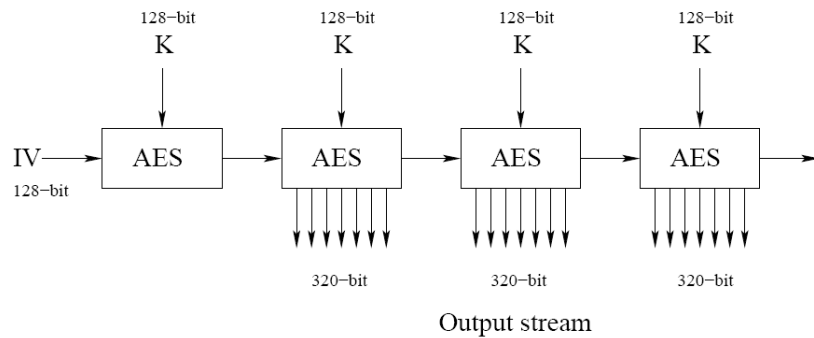 128−bit 128−bit 128−bit 128−bit
K K K K
IV AES AES AES AES
128−bit
320−bit 320−bit 320−bit
Output stream